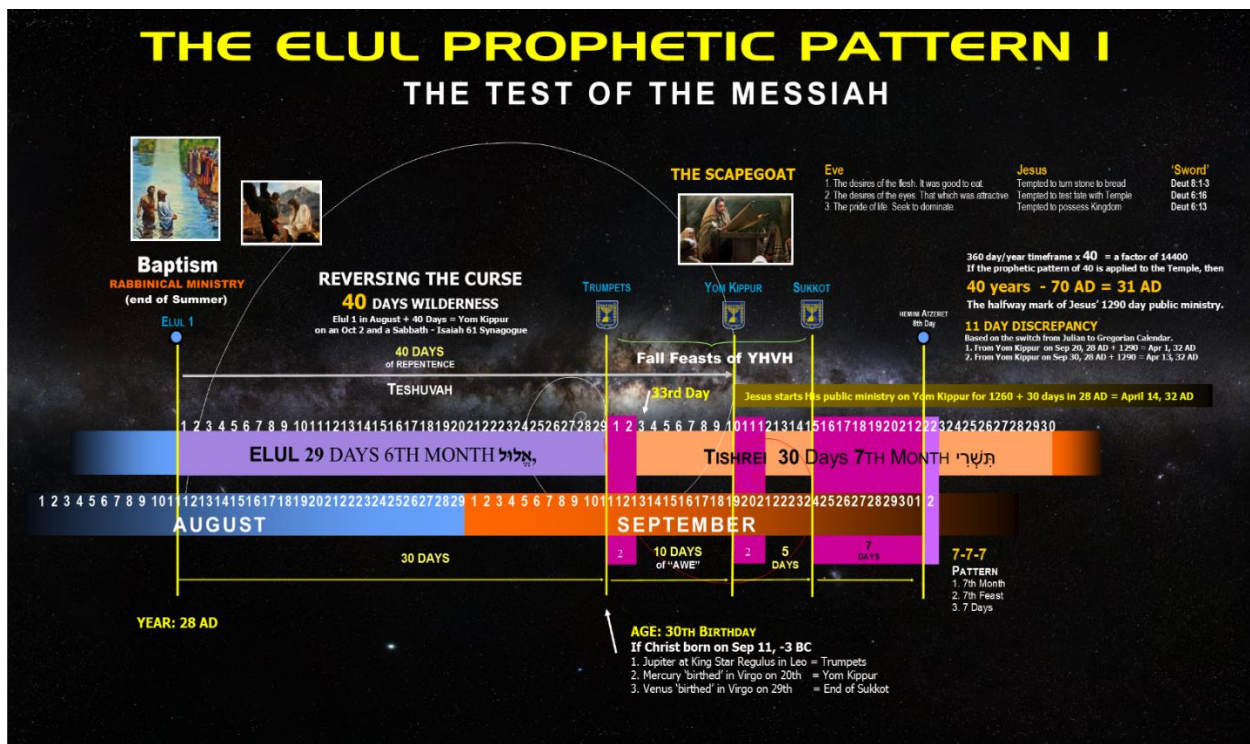 THE ELUL PROPHETIC PATTERN I
THE TEST OF THE MESSIAH
THE SCAPEGOAT
Eve
1. The desires of the flesh. It was good to eat.
2. The desires of the eyes. That which was attractive.
3. The pride of life. Seek to dominate.
Jesus
Tempted to turn stone to bread
Tempted to test fate with Temple
Tempted to possess Kingdom
'Sword'
Deut 8:1-3
Deut 6:16
Deut 6:13
Baptism
RABBINICAL MINISTRY
(end of Summer)
ELUL 1
REVERSING THE CURSE
40 DAYS WILDERNESS
Elul 1 in August + 40 Days = Yom Kippur
on an Oct 2 and a Sabbath - Isaiah 61 Synagogue
40 DAYS
of REPENTENCE
TESHUVAH
TRUMPETS
YOM KIPPUR
SUKKOT
HEMINI ATZERET
8th Day
Fall Feasts of YHVH
33rd Day
360 day/year timeframe x 40 = a factor of 14400
If the prophetic pattern of 40 is applied to the Temple, then
40 years - 70 AD = 31 AD
The halfway mark of Jesus' 1290 day public ministry.
11 DAY DISCREPANCY
Based on the switch from Julian to Gregorian Calendar.
1. From Yom Kippur on Sep 20, 28 AD + 1290 = Apr 1, 32 AD
2. From Yom Kippur on Sep 30, 28 AD + 1290 = Apr 13, 32 AD
Jesus starts His public ministry on Yom Kippur for 1260 + 30 days in 28 AD = April 14, 32 AD
1 2 3 4 5 6 7 8 9 10 11 12 13 14 15 16 17 18 19 20 21 22 23 24 25 26 27 28 29 1 2 3 4 5 6 7 8 9 10 11 12 13 14 15 16 17 18 19 20 21 22 23 24 25 26 27 28 29 30
ELUL 29 DAYS 6TH MONTH אֱלוּל,
TISHREI 30 Days 7TH MONTH תִּשְׁרִי
1 2 3 4 5 6 7 8 9 10 11 12 13 14 15 16 17 18 19 20 21 22 23 24 25 26 27 28 29 1 2 3 4 5 6 7 8 9 10 11 12 13 14 15 16 17 18 19 20 21 22 23 24 25 26 27 28 29 30 1 2
AUGUST
SEPTEMBER
30 DAYS
2
10 DAYS
of "AWE"
2
5
DAYS
7
DAYS
7-7-7
PATTERN
1. 7th Month
2. 7th Feast
3. 7 Days
YEAR: 28 AD
AGE: 30TH BIRTHDAY
If Christ born on Sep 11, -3 BC
1. Jupiter at King Star Regulus in Leo = Trumpets
2. Mercury 'birthed' in Virgo on 20th = Yom Kippur
3. Venus 'birthed' in Virgo on 29th = End of Sukkot